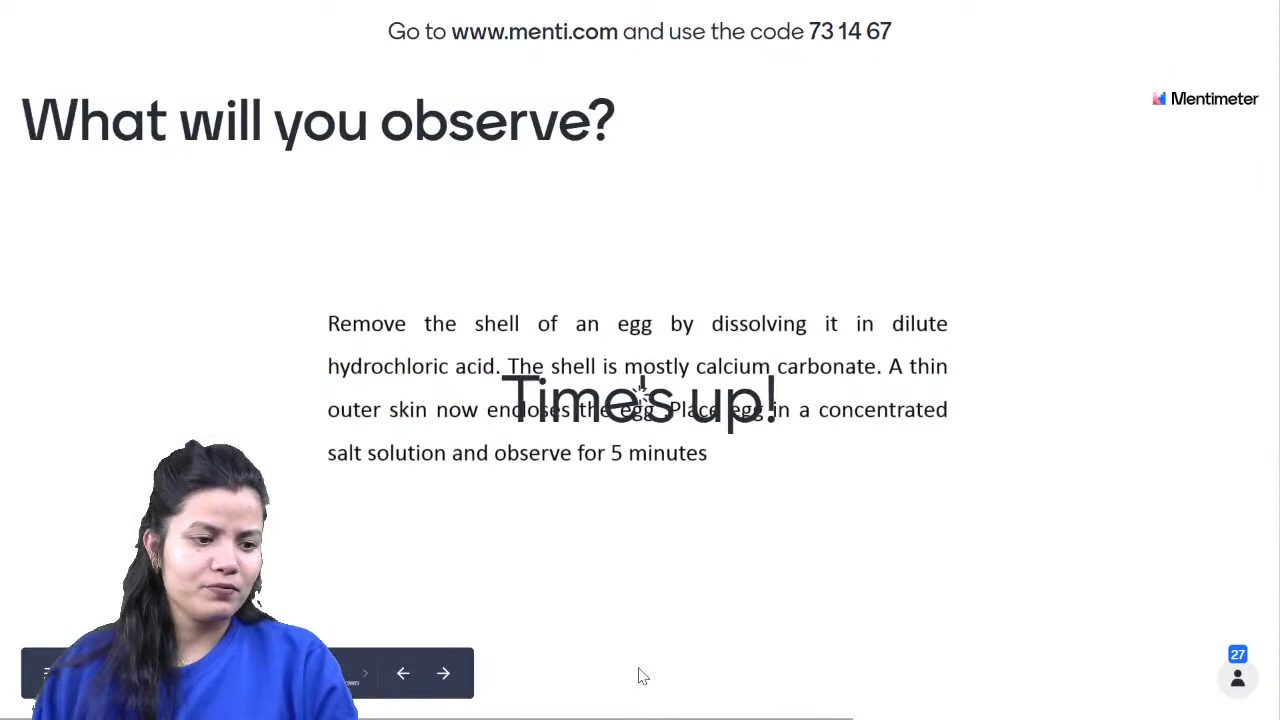 Go to www.menti.com and use the code 73 14 67
What will you observe?
Mentimeter
Remove the shell of an egg by dissolving it in dilute
hydrochloric acid. The shell is mostly calcium carbonate. A thin
outer skin now encloses the egg .Place egg in a concentrated
salt solution and observe for 5 minutes
Time's up!
27